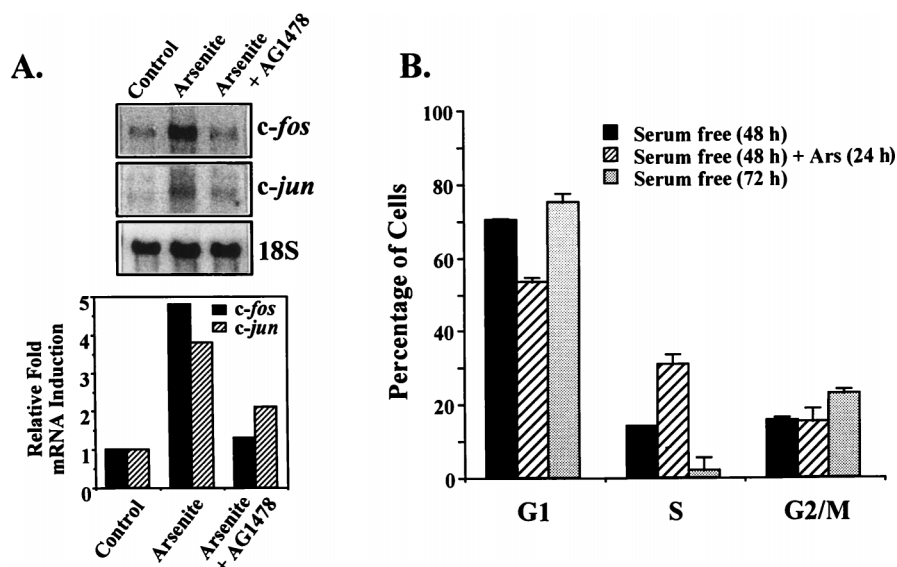 A.
Control
Arsenite
Arsenite
+ AG1478
c-fos
c-jun
18S
Relative Fold
mRNA Induction
5
4
3
2
1
0
c-fos
c-jun
Control
Arsenite
Arsenite
+ AG1478
B.
Percentage of Cells
100
80
60
40
20
0
Serum free (48 h)
Serum free (48 h) + Ars (24 h)
Serum free (72 h)
G1
S
G2/M